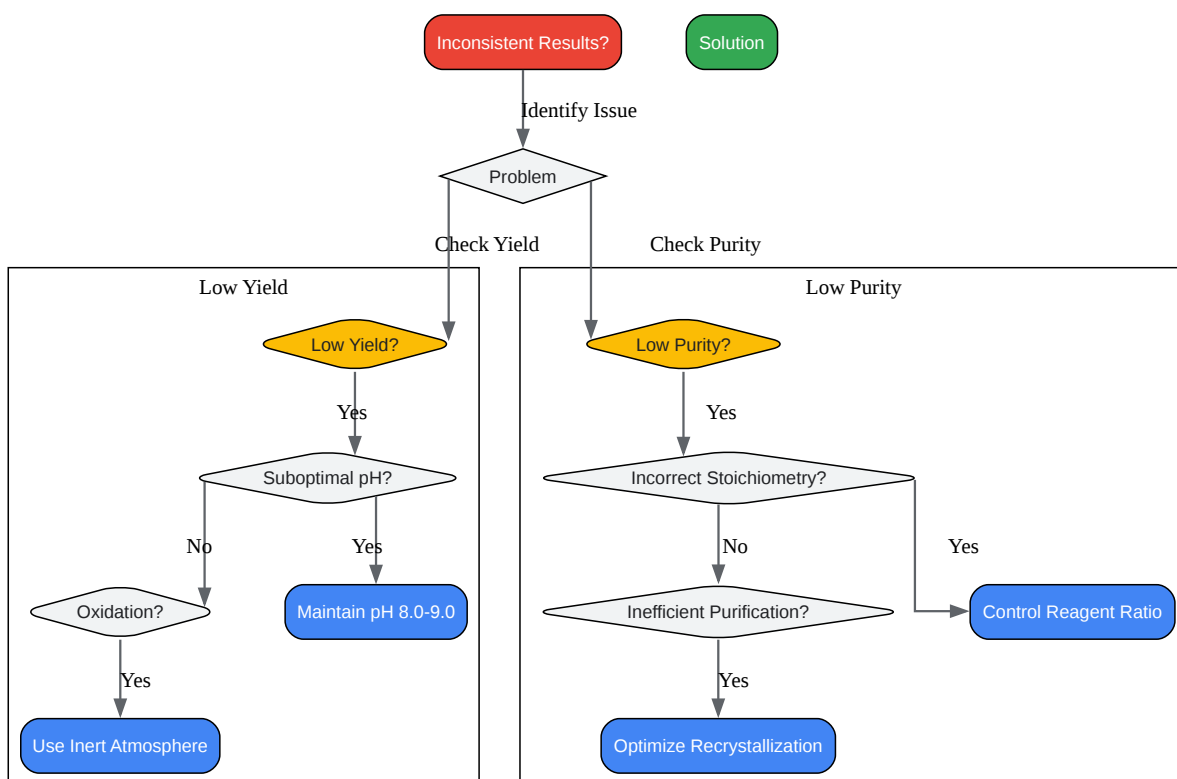 Inconsistent Results?
Solution
Identify Issue
Problem
Check Yield
Check Purity
Low Yield
Low Purity
Low Yield?
Low Purity?
Yes
Yes
Suboptimal pH?
Incorrect Stoichiometry?
No
Yes
No
Yes
Oxidation?
Maintain pH 8.0-9.0
Inefficient Purification?
Control Reagent Ratio
Yes
Yes
Use Inert Atmosphere
Optimize Recrystallization